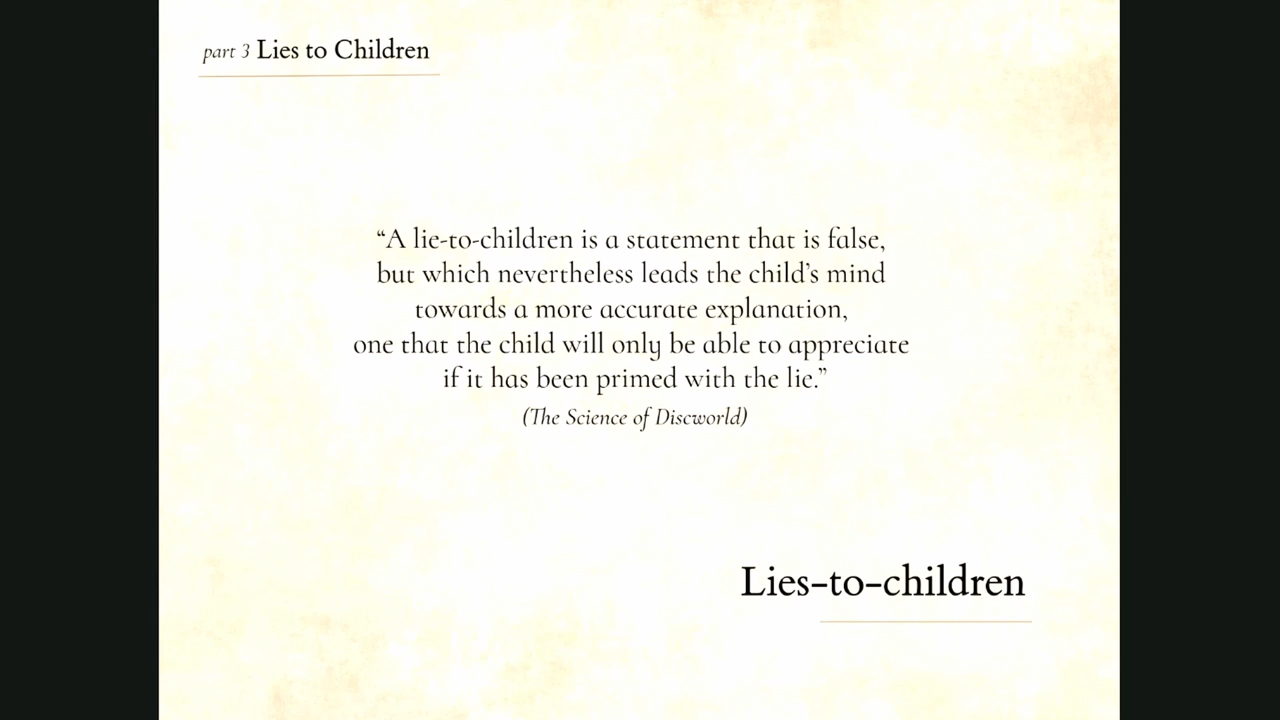 part 3 Lies to Children
“A lie-to-children is a statement that is false,
but which nevertheless leads the child’s mind
towards a more accurate explanation,
one that the child will only be able to appreciate
if it has been primed with the lie.”
(The Science of Discworld)
Lies-to-children